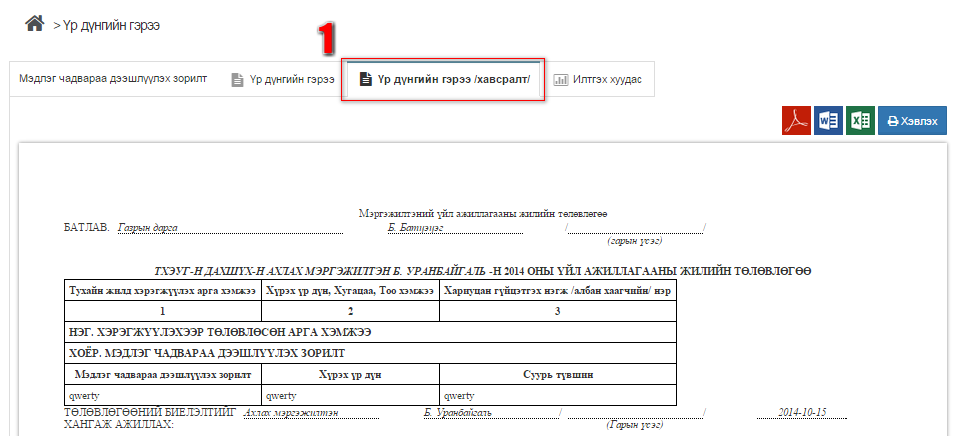 > Үр дүнгийн гэрээ
1
Мэдлэг чадвараа дээшлүүлэх зорилт Үр дүнгийн гэрээ Үр дүнгийн гэрээ /хавсралт/ Илтгэх хуудас
Хэвлэх
Мэргэжилтэний үйл ажиллагааны жилийн төлөвлөгөө
БАТЛАВ. Газрын дарга Б. Батцэцэг / /
(гарын үсэг)
ТХЭУГ-Н ДАХШҮХ-Н АХЛАХ МЭРГЭЖИЛТЭН Б. УРАНБАЙГАЛЬ -Н 2014 ОНЫ ҮЙЛ АЖИЛЛАГААНЫ ЖИЛИЙН ТӨЛӨВЛӨГӨӨ
Тухайн жилд хэрэгжүүлэх арга хэмжээ Хүрэх үр дүн, Хугацаа, Тоо хэмжээ Хариуцан гүйцэтгэх нэгж /албан хаагчийн/ нэр
1 2 3
НЭГ. ХЭРЭГЖҮҮЛЭХЭЭР ТӨЛӨВЛӨСӨН АРГА ХЭМЖЭЭ
ХОЁР. МЭДЛЭГ ЧАДВАРАА ДЭЭШЛҮҮЛЭХ ЗОРИЛТ
Мэдлэг чадвараа дээшлүүлэх зорилт Хүрэх үр дүн Суурь түвшин
qwerty qwerty qwerty
ТӨЛӨВЛӨГӨӨНИЙ БИЕЛЭЛТИЙГ Ахлах мэргэжилтэн Б. Уранбайгаль / / 2014-10-15
ХАНГАЖ АЖИЛЛАХ: (Гарын үсэг)